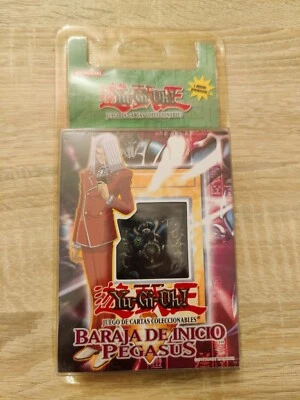 Yu-Gi-Oh!
JUEGO DE CARTAS COLECCIONABLES
Yu-Gi-Oh!
JUEGO DE CARTAS COLECCIONABLES
BARAJA DE INICIO
PEGASUS